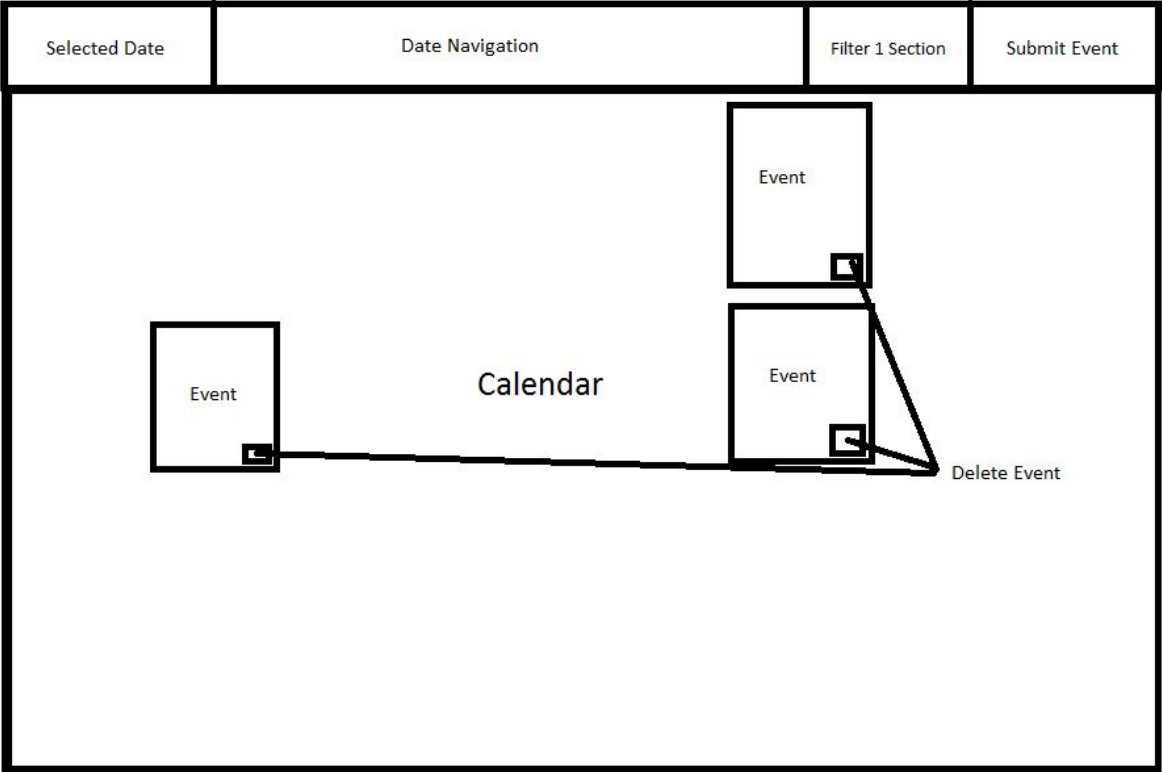 Selected Date
Date Navigation
Filter 1 Section
Submit Event
Event
Event
Event
Calendar
Delete Event